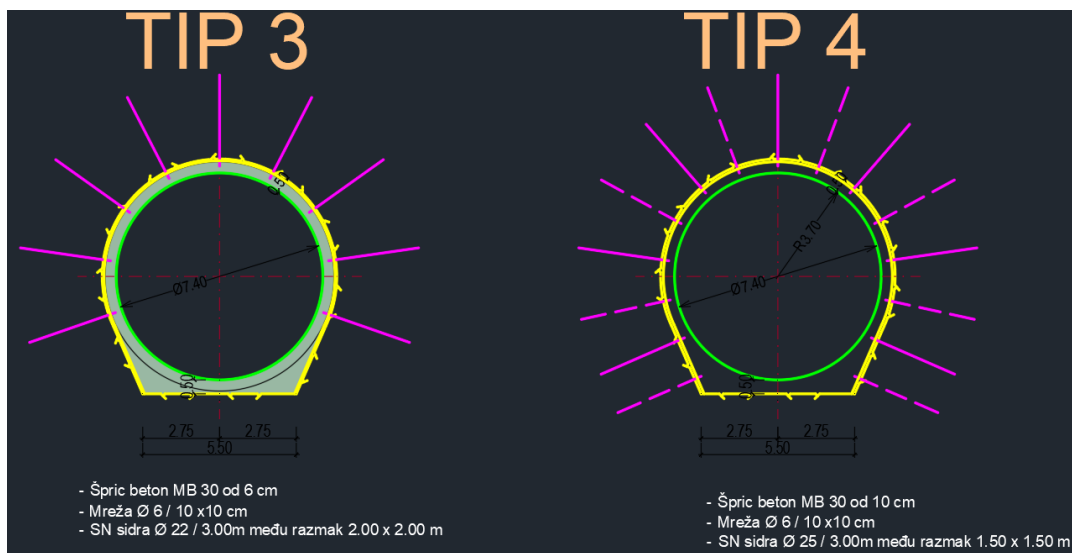 TIP 3
TIP 4
0.50
0.50
R3.70
Ø7.40
Ø7.40
0.50
0.50
2.75 2.75
2.75 2.75
5.50
5.50
- Špric beton MB 30 od 6 cm
- Mreža Ø 6 / 10 x10 cm
- SN sidra Ø 22 / 3.00m među razmak 2.00 x 2.00 m
- Špric beton MB 30 od 10 cm
- Mreža Ø 6 / 10 x10 cm
- SN sidra Ø 25 / 3.00m među razmak 1.50 x 1.50 m